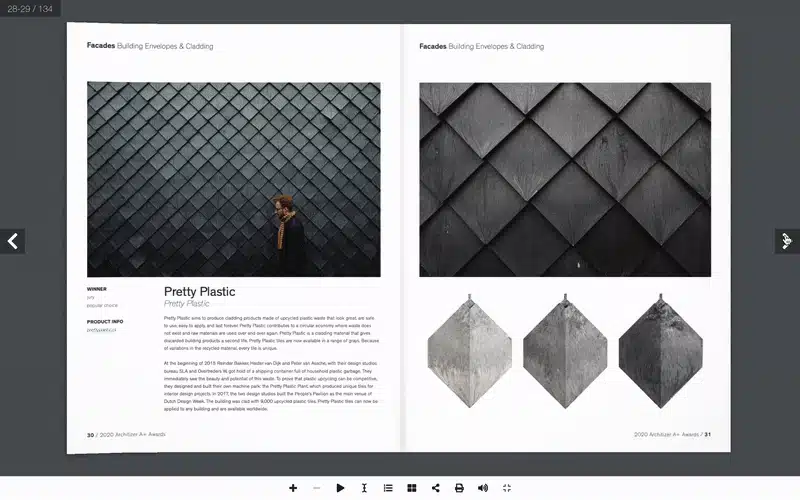 28-29 / 134
Facades Building Envelopes & Cladding
WINNER
jury
popular choice
PRODUCT INFO
Pretty Plastic
Pretty Plastic
Pretty Plastic aims to produce cladding products made of upcycled plastic waste that look great, are safe
to use, easy to apply, and last forever. Pretty Plastic contributes to a circular economy where waste does
not exist and raw materials are used over and over again. Pretty Plastic is a cladding material that gives
discarded building products a second life. Pretty Plastic tiles are now available in a range of grays. Because
of variations in the recycled material, every tile is unique.
At the beginning of 2015 Reinder Bakker, Hester van Dijk and Peter van Assche, with their design studios
bureau SLA and Overtreders W, got hold of a shipping container full of household plastic garbage. They
immediately saw the beauty and potential of this waste. To prove that plastic upcycling can be competitive,
they designed and built their own machine park: the Pretty Plastic Plant which produced unique tiles for
interior design projects. In 2017, the two design studios built the People's Pavilion as the main venue of
Dutch Design Week. The building was clad with 9,000 upcycled plastic tiles. Pretty Plastic tiles can now be
applied to any building and are available worldwide.
30 / 2020 Architizer A+ Awards
Facades Building Envelopes & Cladding
2020 Architizer A+ Awards / 31